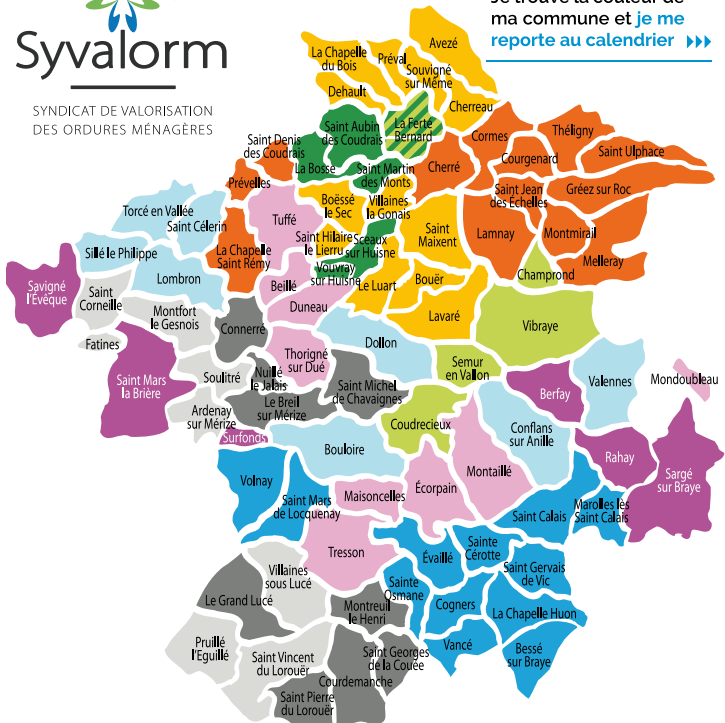 Je trouve la couleur de
ma commune et je me
reporte au calendrier
Syvalorm
SYNDICAT DE VALORISATION
DES ORDURES MÉNAGÈRES
Avezé
La Chapelle
du Bois
Préval
Souvigné
sur Même
Dehault
Cherreau
La Ferté
Bernard
Saint Aubin
des Coudrais
Saint Denis
des Coudrais
La Bosse
Saint Martin
des Monts
Cormes
Théligny
Cherré
Courgenard
Saint Ulphace
Prévelles
Saint Jean
des Échelles
Gréez sur Roc
Boëssé
le Sec
Villaines
la Gonais
Torcé en Vallée
Saint Célerin
Tuffé
Saint Maixent
Lamnay
Montmirail
Saint Hilaire
le Lierru
Sceaux
sur Huisne
Sillé le Philippe
La Chapelle
Saint Rémy
Melleray
Vouvray
sur Huisne
Champrond
Lombron
Beillé
Le Luart
Bouër
Savigné
l'Évêque
Saint
Corneille
Montfort
le Gesnois
Duneau
Lavaré
Vibraye
Connerré
Fatines
Dollon
Thorigné
sur Dué
Semur
en Vallon
Saint Mars
la Brière
Soulitré
Nuillé
le Jalais
Saint Michel
de Chavaignes
Berfay
Valennes
Mondoubleau
Ardenay
sur Mérize
Le Breil
sur Mérize
Coudrecieux
Conflans
sur Anille
Surfonds
Bouloire
Rahay
Sargé
sur Braye
Volnay
Montaillé
Écorpain
Maisoncelles
Saint Mars
de Locquenay
Saint Calais
Marolles lès
Saint Calais
Tresson
Évaillé
Sainte
Cérotte
Villaines
sous Lucé
Saint Gervais
de Vic
Sainte
Osmane
Le Grand Lucé
Montreuil
le Henri
Cogners
La Chapelle Huon
Pruillé
l'Eguillé
Saint Vincent
du Lorouër
Saint Georges
de la Couée
Vancé
Bessé
sur Braye
Courdemanche
Saint Pierre
du Lorouër